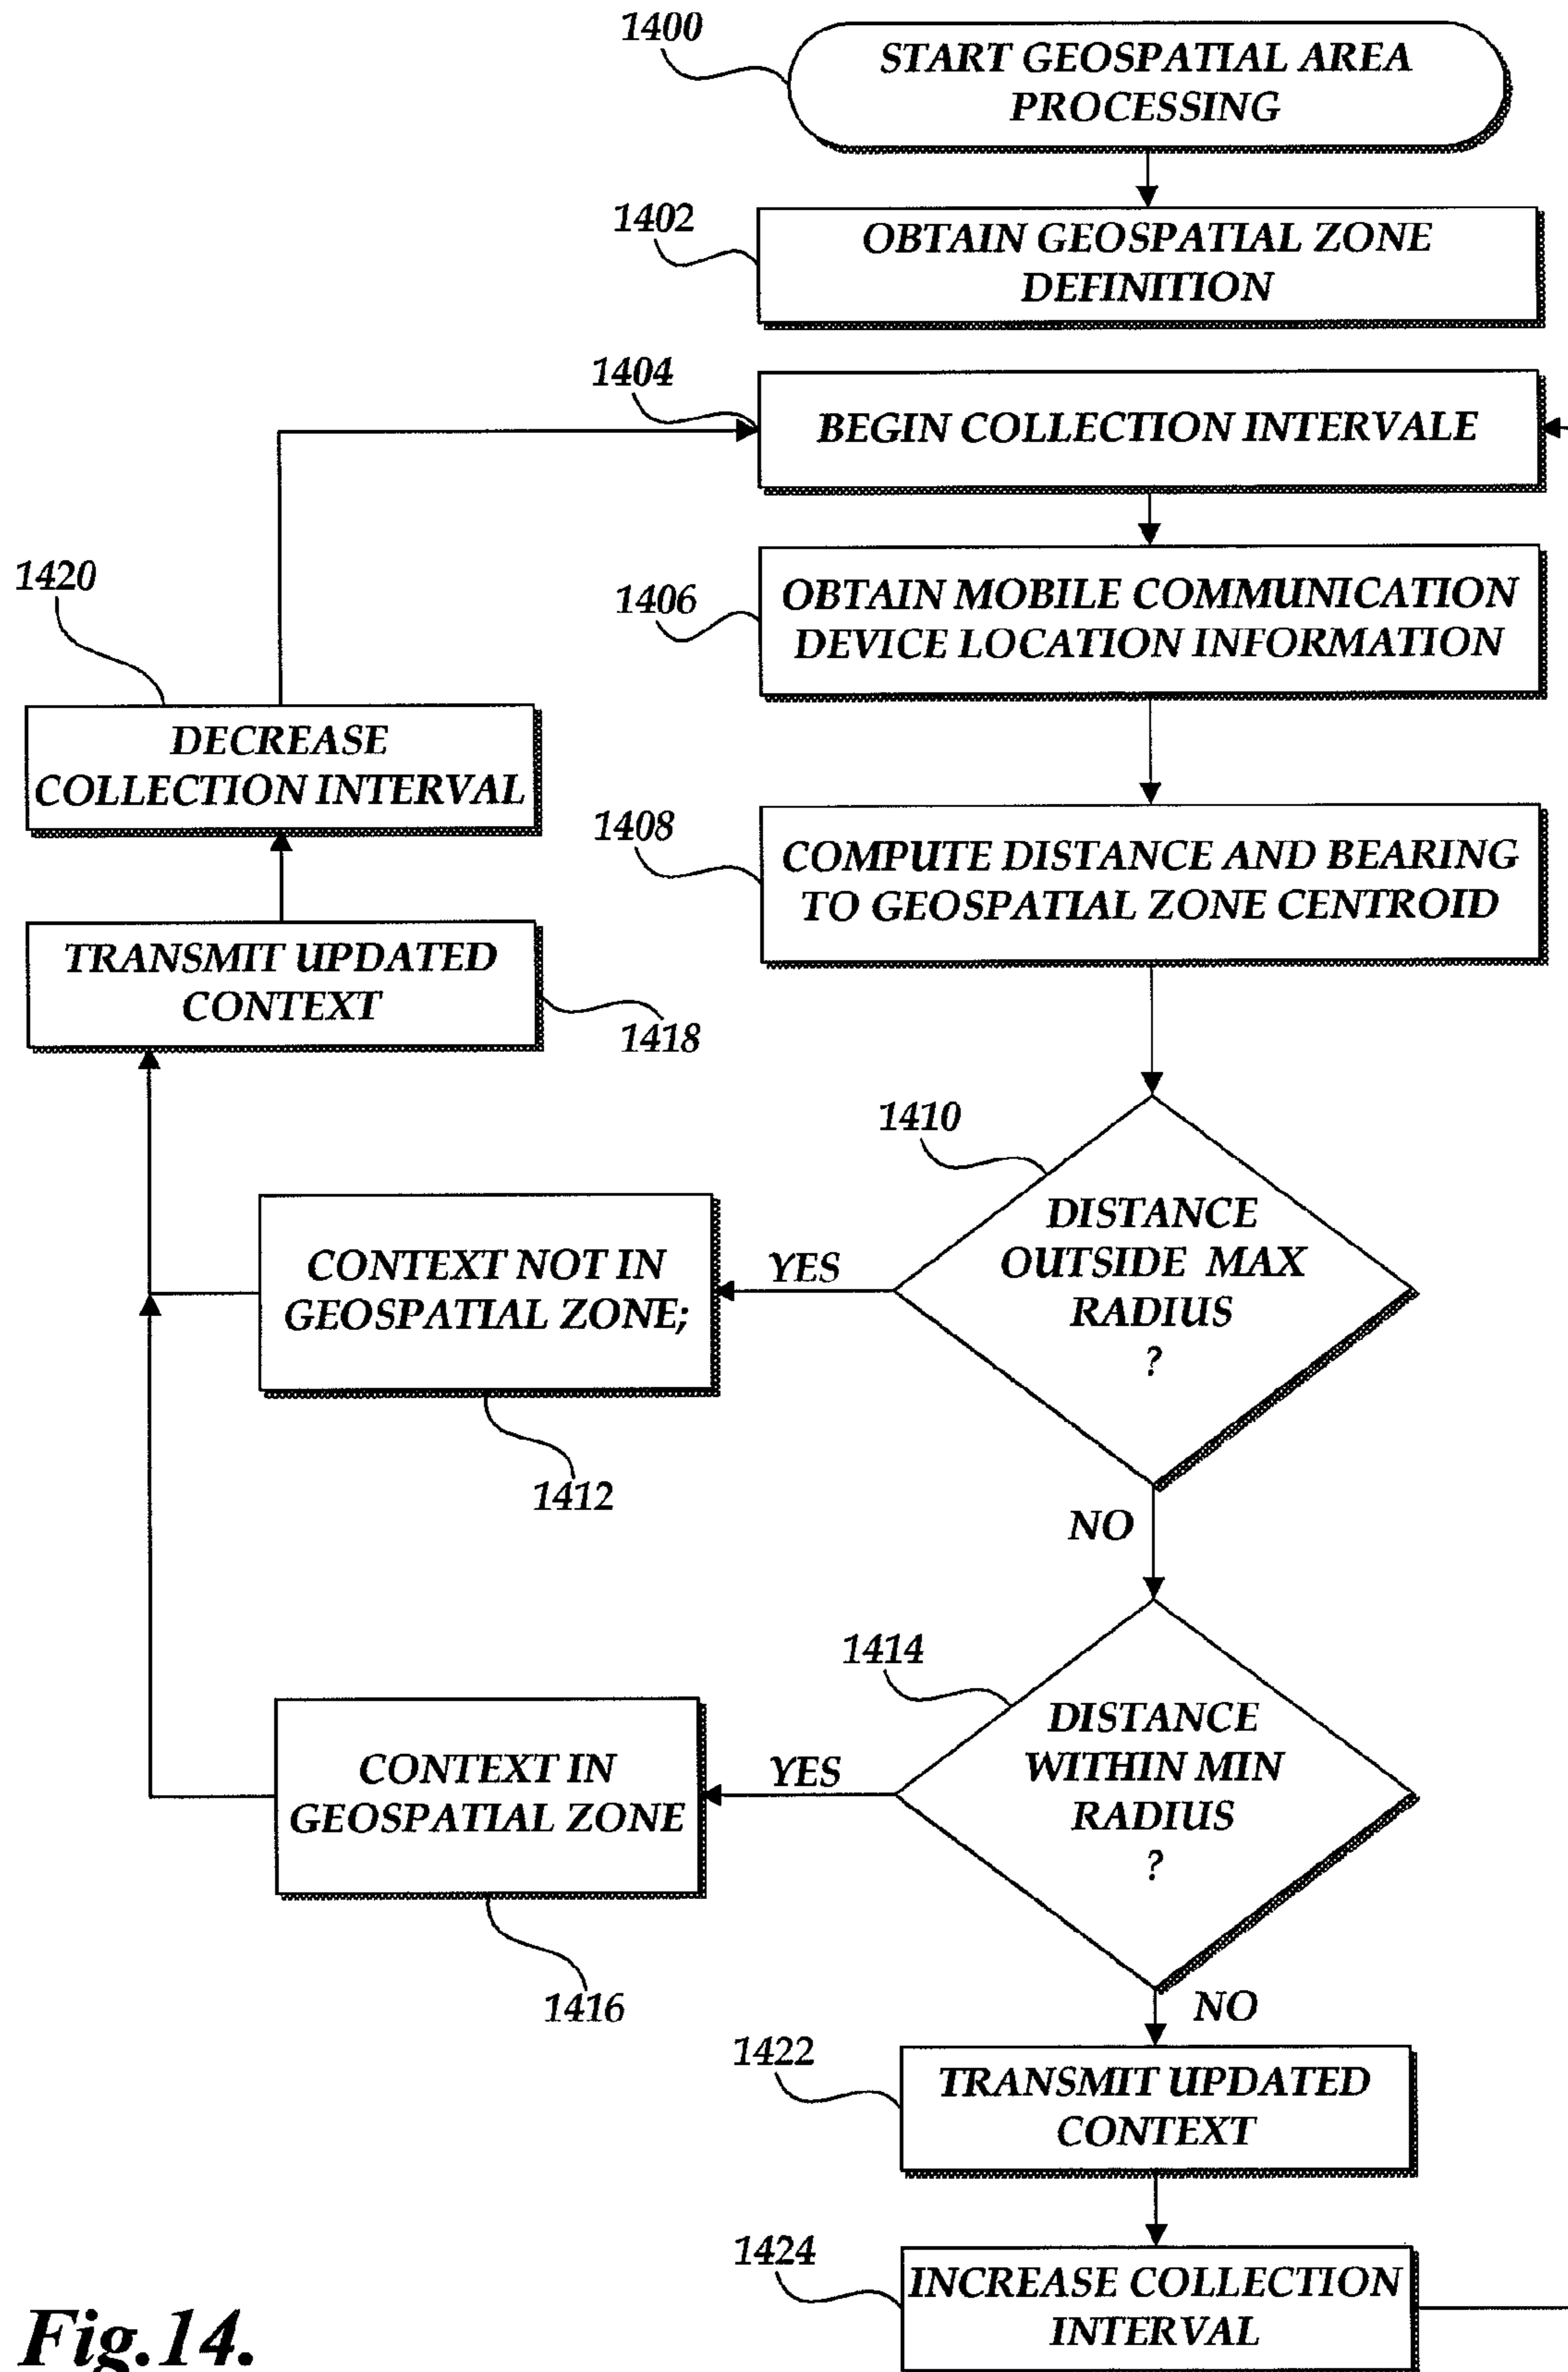 1400
START GEOSPATIAL AREA
PROCESSING
1402
OBTAIN GEOSPATIAL ZONE
DEFINITION
1404
BEGIN COLLECTION INTERVALE
1406
OBTAIN MOBILE COMMUNICATION
DEVICE LOCATION INFORMATION
1420
DECREASE
COLLECTION INTERVAL
1408
COMPUTE DISTANCE AND BEARING
TO GEOSPATIAL ZONE CENTROID
TRANSMIT UPDATED
CONTEXT
1418
1410
DISTANCE
OUTSIDE MAX
RADIUS
?
YES
CONTEXT NOT IN
GEOSPATIAL ZONE;
1412
NO
1414
DISTANCE
WITHIN MIN
RADIUS
?
YES
CONTEXT IN
GEOSPATIAL ZONE
1416
NO
1422
TRANSMIT UPDATED
CONTEXT
1424
INCREASE COLLECTION
INTERVAL
Fig.14.